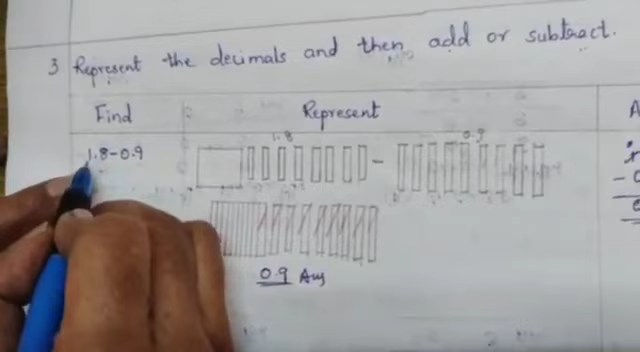 3 Represent the decimals and then add or subtract.
Find Represent A
1.8 0.9
1.8-0.9 -
0.9 Ans